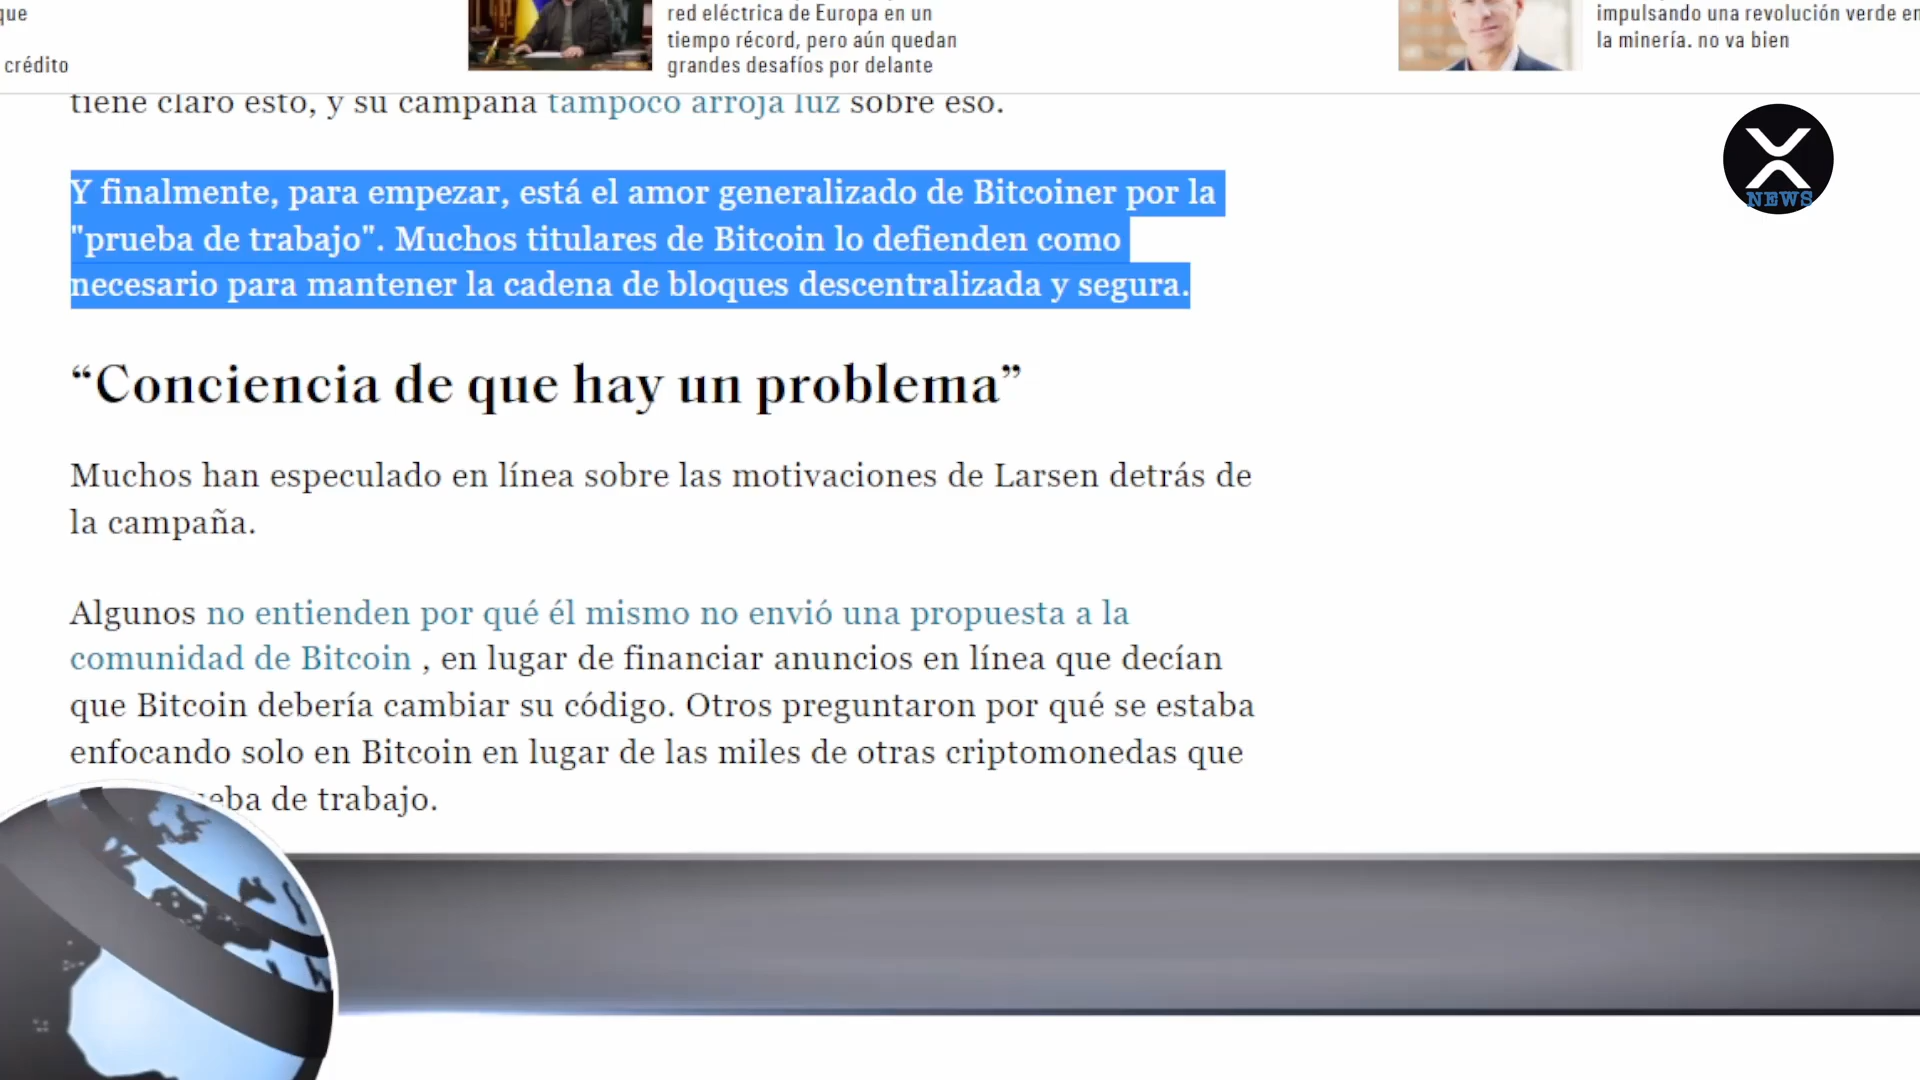 que
crédito
red eléctrica de Europa en un
tiempo récord, pero aún quedan
grandes desafíos por delante
impulsando una revolución verde en
la minería. no va bien
tiene claro esto, y su campaña tampoco arroja luz sobre eso.
NEWS
Y finalmente, para empezar, está el amor generalizado de Bitcoiner por la
"prueba de trabajo". Muchos titulares de Bitcoin lo defienden como
necesario para mantener la cadena de bloques descentralizada y segura.
“Conciencia de que hay un problema”
Muchos han especulado en línea sobre las motivaciones de Larsen detrás de
la campaña.
Algunos no entienden por qué él mismo no envió una propuesta a la
comunidad de Bitcoin , en lugar de financiar anuncios en línea que decían
que Bitcoin debería cambiar su código. Otros preguntaron por qué se estaba
enfocando solo en Bitcoin en lugar de las miles de otras criptomonedas que
de trabajo.